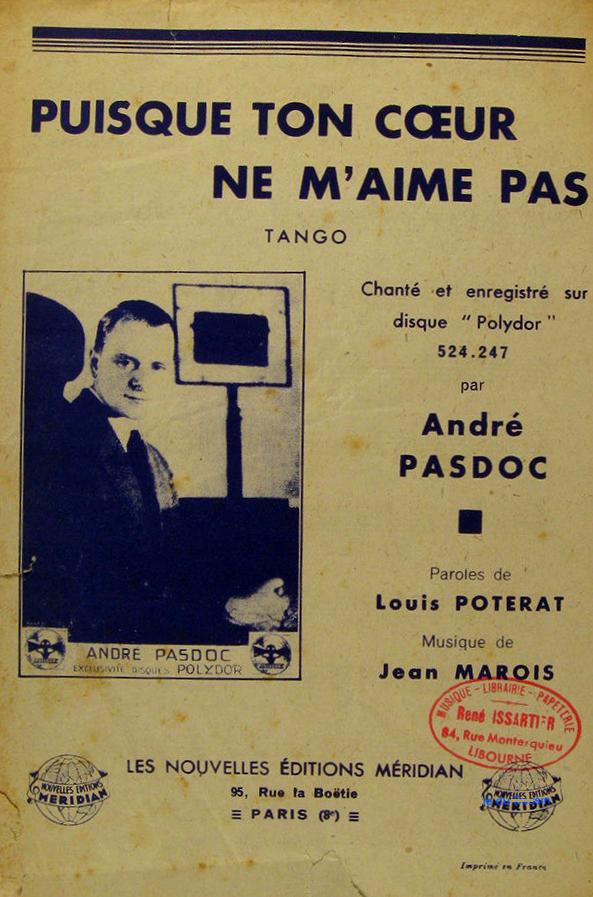 PUISQUE TON CŒUR
NE M'AIME PAS
TANGO
Chanté et enregistré sur
disque " Polydor "
524.247
par
André
PASDOC
Paroles de
Louis POTERAT
Musique de
Jean MAROIS
ANDRÉ PASDOC
EXCLUSIVITÉ DISQUES POLYDOR
MUSIQUE - LIBRAIRIE - PAPETERIE
René ISSARTIER
84, Rue Montesquieu
LIBOURNE
NOUVELLES EDITIONS
MERIDIAN
LES NOUVELLES ÉDITIONS MÉRIDIAN
95, Rue la Boëtie
PARIS (8e)
NOUVELLES EDITIONS
MERIDIAN
Imprimé en France